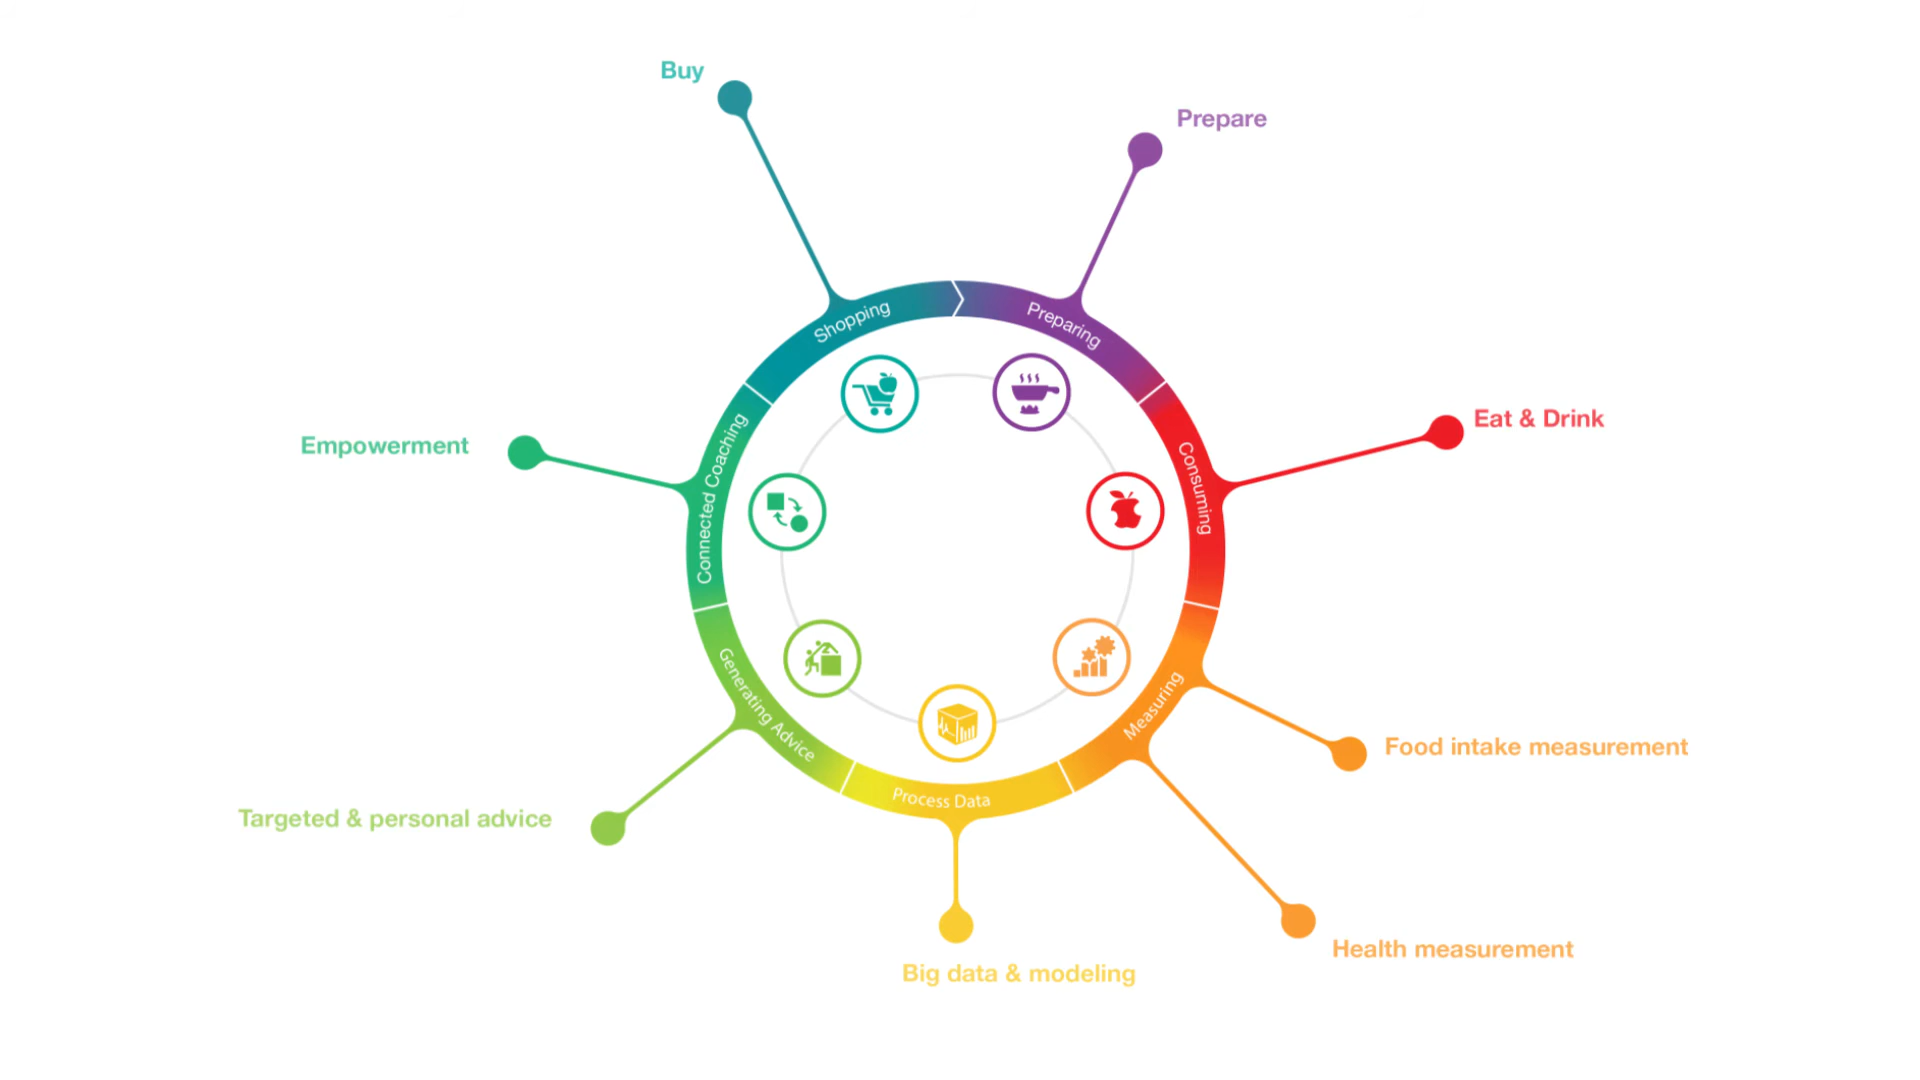 Buy
Prepare
Shopping
Preparing
Eat & Drink
Consuming
Empowerment
Connected Coaching
Measuring
Food intake measurement
Generating Advice
Process Data
Targeted & personal advice
Health measurement
Big data & modeling